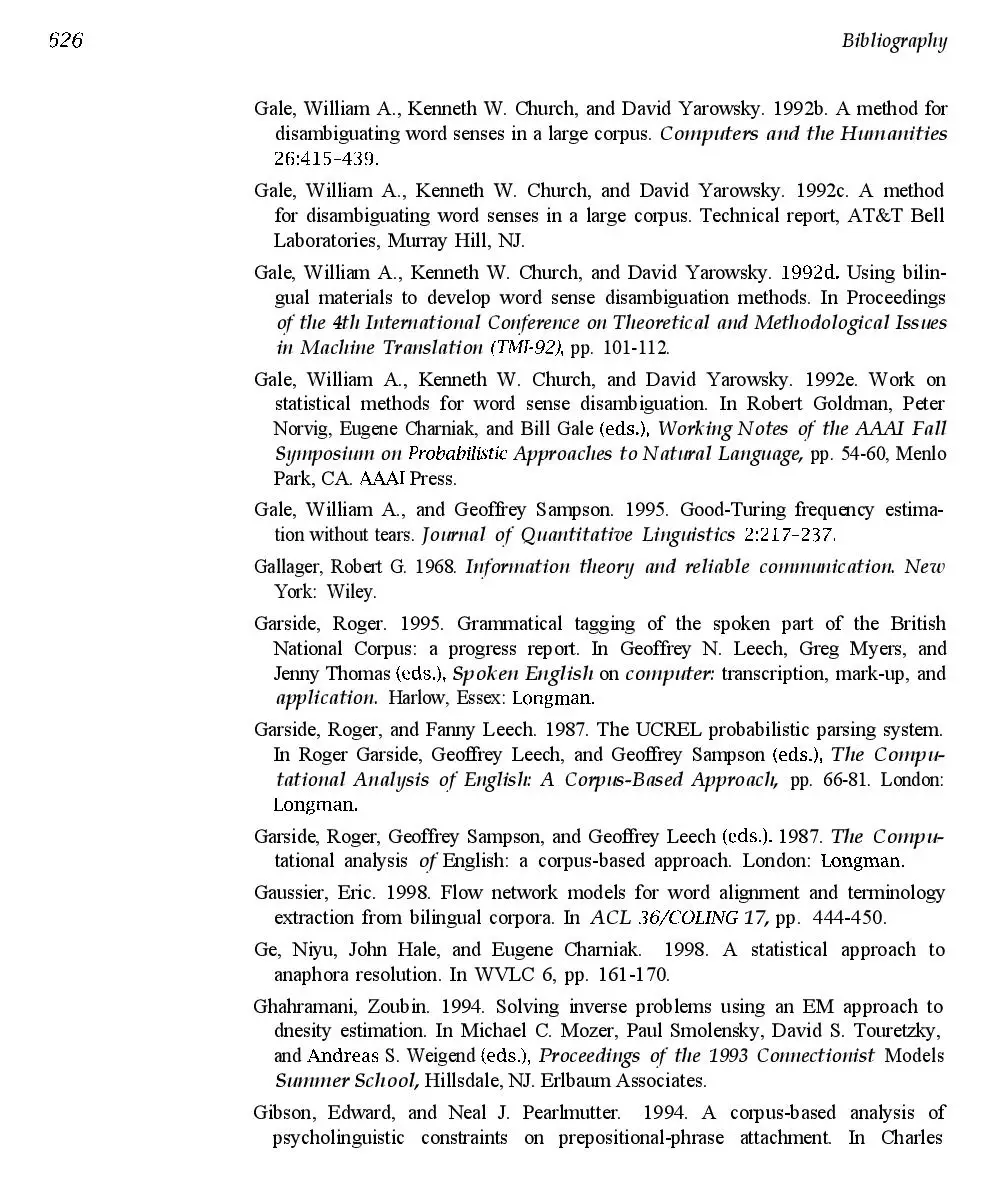 626
Bibliography
Gale, William A., Kenneth W. Church, and David Yarowsky. 1992b. A method for
disambiguating word senses in a large corpus. Computers and the Humanities
26:415–439.
Gale, William A., Kenneth W. Church, and David Yarowsky. 1992c. A method
for disambiguating word senses in a large corpus. Technical report, AT&T Bell
Laboratories, Murray Hill, NJ.
Gale, William A., Kenneth W. Church, and David Yarowsky. 1992d. Using bilin-
gual materials to develop word sense disambiguation methods. In Proceedings
of the 4th International Conference on Theoretical and Methodological Issues
in Machine Translation (TMI-92), pp. 101-112.
Gale, William A., Kenneth W. Church, and David Yarowsky. 1992e. Work on
statistical methods for word sense disambiguation. In Robert Goldman, Peter
Norvig, Eugene Charniak, and Bill Gale (eds.), Working Notes of the AAAI Fall
Symposium on Probabilistic Approaches to Natural Language, pp. 54-60, Menlo
Park, CA. AAAI Press.
Gale, William A., and Geoffrey Sampson. 1995. Good-Turing frequency estima-
tion without tears. Journal of Quantitative Linguistics 2:217–237.
Gallager, Robert G. 1968. Information theory and reliable communication. New
York: Wiley.
Garside, Roger. 1995. Grammatical tagging of the spoken part of the British
National Corpus: a progress report. In Geoffrey N. Leech, Greg Myers, and
Jenny Thomas (eds.), Spoken English on computer: transcription, mark-up, and
application. Harlow, Essex: Longman.
Garside, Roger, and Fanny Leech. 1987. The UCREL probabilistic parsing system.
In Roger Garside, Geoffrey Leech, and Geoffrey Sampson (eds.), The Compu-
tational Analysis of English: A Corpus-Based Approach, pp. 66-81. London:
Longman.
Garside, Roger, Geoffrey Sampson, and Geoffrey Leech (eds.). 1987. The Compu-
tational analysis of English: a corpus-based approach. London: Longman.
Gaussier, Eric. 1998. Flow network models for word alignment and terminology
extraction from bilingual corpora. In ACL 36/COLING 17, pp. 444-450.
Ge, Niyu, John Hale, and Eugene Charniak. 1998. A statistical approach to
anaphora resolution. In WVLC 6, pp. 161-170.
Ghahramani, Zoubin. 1994. Solving inverse problems using an EM approach to
dnesity estimation. In Michael C. Mozer, Paul Smolensky, David S. Touretzky,
and Andreas S. Weigend (eds.), Proceedings of the 1993 Connectionist Models
Summer School, Hillsdale, NJ. Erlbaum Associates.
Gibson, Edward, and Neal J. Pearlmutter. 1994. A corpus-based analysis of
psycholinguistic constraints on prepositional-phrase attachment. In Charles